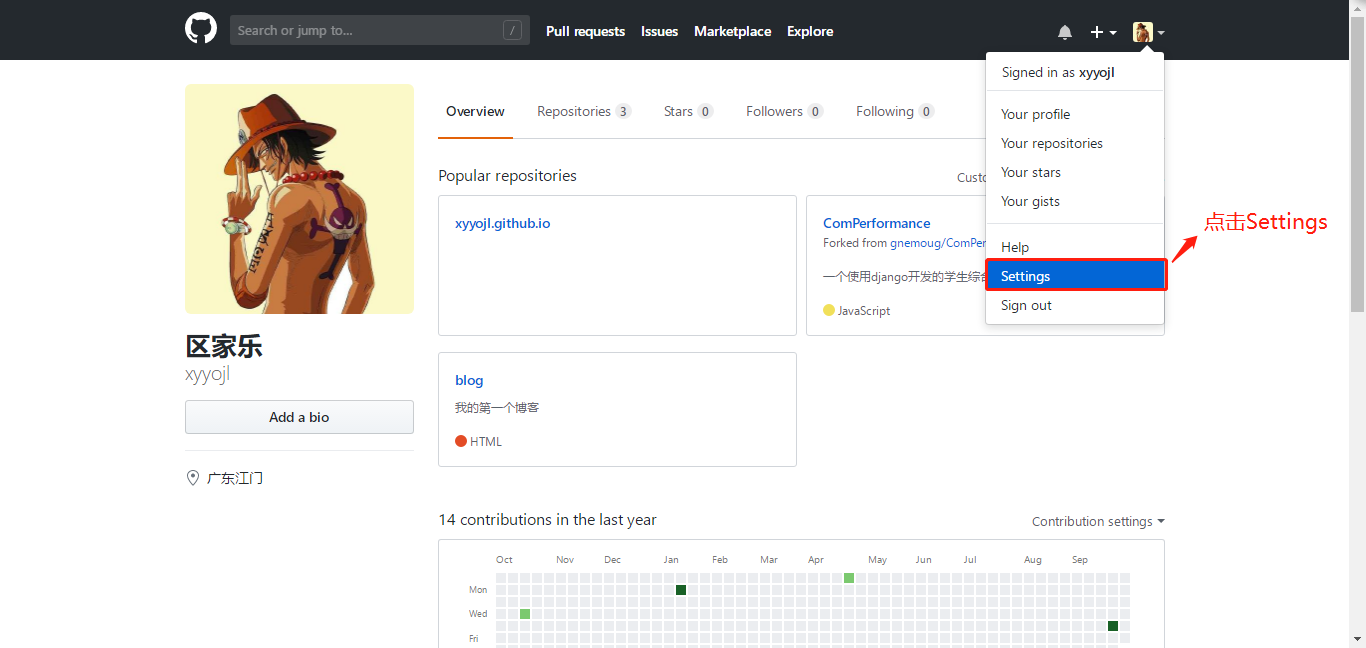 Search or jump to...
/
Pull requests
Issues
Marketplace
Explore
Signed in as xyyojl
Your profile
Your repositories
Your stars
Your gists
Help
Settings
Sign out
点击Settings
Overview
Repositories 3
Stars 0
Followers 0
Following 0
区家乐
xyyojl
Add a bio
广东江门
Popular repositories
Custo
xyyojl.github.io
ComPerformance
Forked from gnemoug/ComPer
一个使用django开发的学生综合
JavaScript
blog
我的第一个博客
HTML
14 contributions in the last year
Contribution settings
Oct Nov Dec Jan Feb Mar Apr May Jun Jul Aug Sep
Mon
Wed
Fri